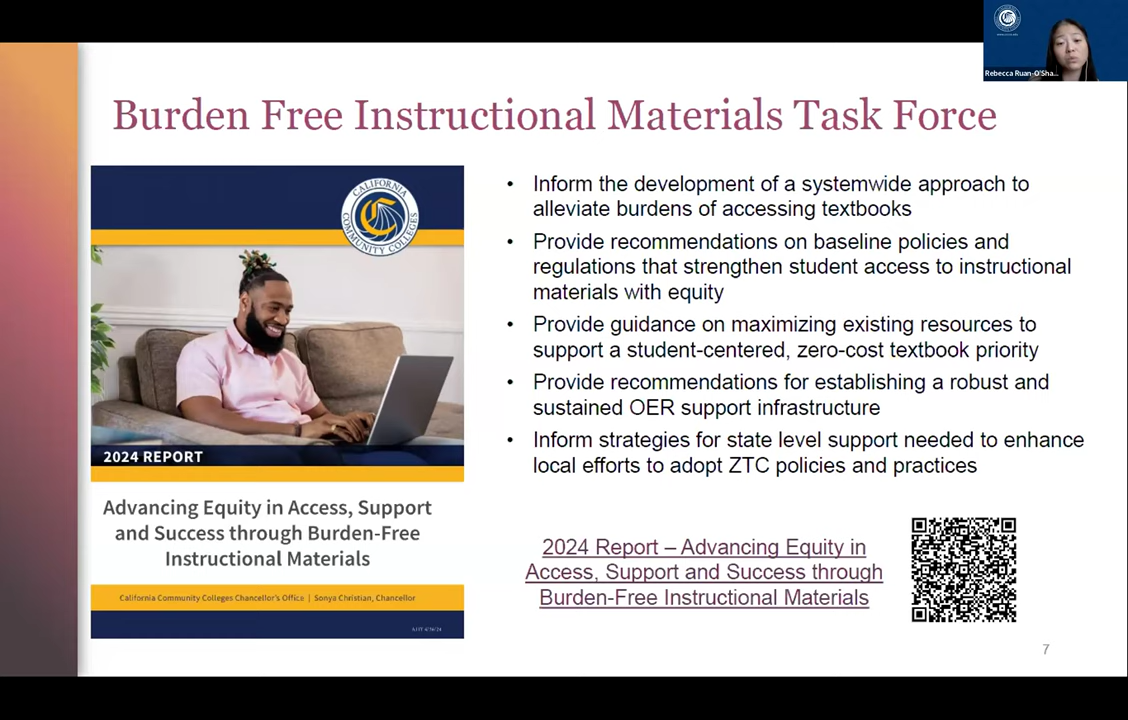 Rebecca Ruan-O'Sha...
Burden Free Instructional Materials Task Force
CALIFORNIA
COMMUNITY COLLEGES
2024 REPORT
Advancing Equity in Access, Support
and Success through Burden-Free
Instructional Materials
California Community Colleges Chancellor's Office | Sonya Christian, Chancellor
• Inform the development of a systemwide approach to
alleviate burdens of accessing textbooks
• Provide recommendations on baseline policies and
regulations that strengthen student access to instructional
materials with equity
• Provide guidance on maximizing existing resources to
support a student-centered, zero-cost textbook priority
• Provide recommendations for establishing a robust and
sustained OER support infrastructure
• Inform strategies for state level support needed to enhance
local efforts to adopt ZTC policies and practices
2024 Report – Advancing Equity in
Access, Support and Success through
Burden-Free Instructional Materials
7